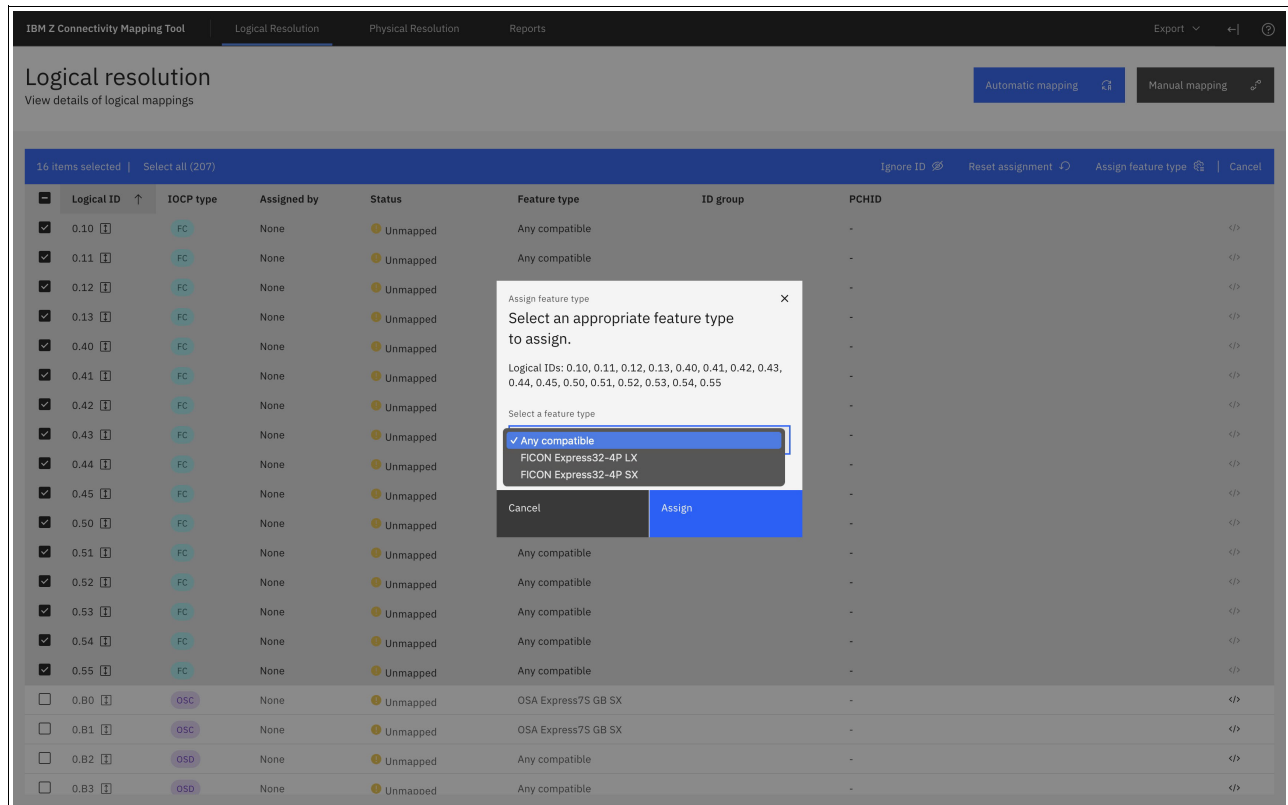 IBM Z Connectivity Mapping Tool Logical Resolution Physical Resolution Reports Export
Logical resolution
View details of logical mappings
Automatic mapping Manual mapping
16 items selected | Select all (207) Ignore ID Reset assignment Assign feature type | Cancel
Logical ID ↑ IOCP type Assigned by Status Feature type ID group PCHID
0.10 FC None Unmapped Any compatible - </>
0.11 FC None Unmapped Any compatible - </>
0.12 FC None Unmapped - </>
0.13 FC None Unmapped - </>
0.40 FC None Unmapped - </>
0.41 FC None Unmapped - </>
0.42 FC None Unmapped - </>
0.43 FC None Unmapped - </>
0.44 FC None Unmapped - </>
0.45 FC None Unmapped - </>
0.50 FC None Unmapped - </>
0.51 FC None Unmapped Any compatible - </>
0.52 FC None Unmapped Any compatible - </>
0.53 FC None Unmapped Any compatible - </>
0.54 FC None Unmapped Any compatible - </>
0.55 FC None Unmapped Any compatible - </>
0.B0 OSC None Unmapped OSA Express7S GB SX - </>
0.B1 OSC None Unmapped OSA Express7S GB SX - </>
0.B2 OSD None Unmapped Any compatible - </>
0.B3 OSD None Unmapped Any compatible - </>
Assign feature type
Select an appropriate feature type
to assign.
Logical IDs: 0.10, 0.11, 0.12, 0.13, 0.40, 0.41, 0.42, 0.43,
0.44, 0.45, 0.50, 0.51, 0.52, 0.53, 0.54, 0.55
Select a feature type
✓ Any compatible
FICON Express32-4P LX
FICON Express32-4P SX
Cancel Assign